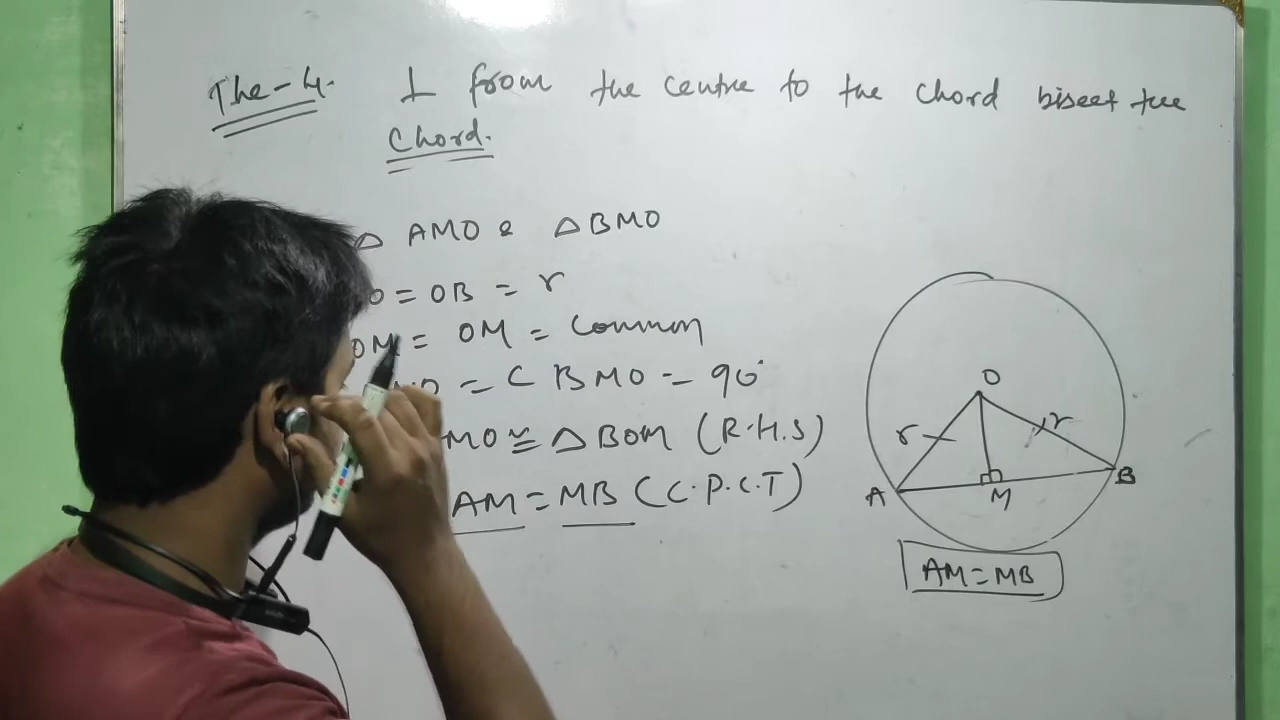 The-4. ⊥ from the centre to the chord bisect the
chord.
△ AMO & △BMO
O = OB = r
OM = OM = Common
MO = ∠ BMO = 90°
MO ≅ △BOM (R.H.S)
AM = MB (C.P.C.T)
O
r
r
A
M
B
AM=MB